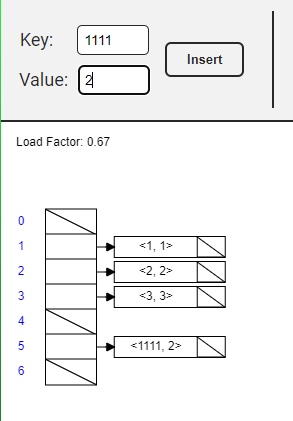 Key: 1111
Value: 2
Insert
Load Factor: 0.67
0
1 <1, 1>
2 <2, 2>
3 <3, 3>
4
5 <1111, 2>
6